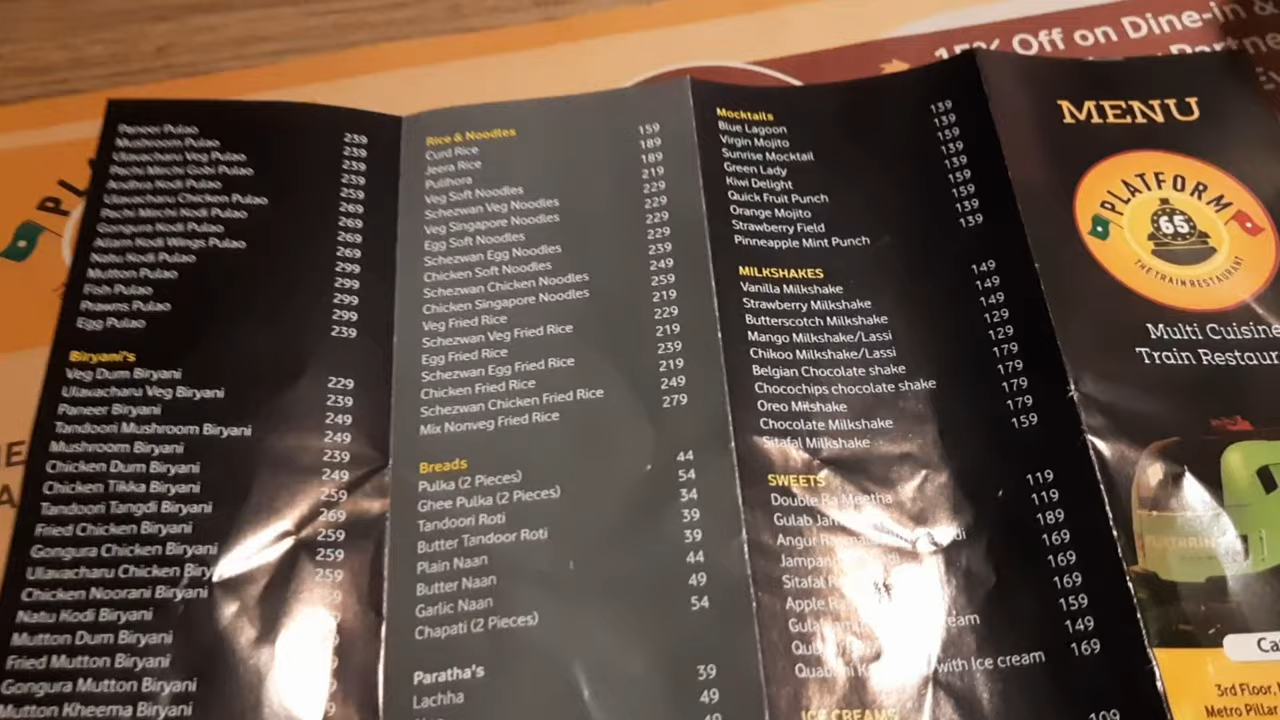 Paneer Pulao 239
Mushroom Pulao 239
Ulavacharu Veg Pulao 239
Pachi Mirchi Gobi Pulao 239
Andhra Kodi Pulao 259
Ulavacharu Chicken Pulao 269
Pachi Mirchi Kodi Pulao 269
Gongura Kodi Pulao 269
Allam Kodi Wings Pulao 269
Natu Kodi Pulao 299
Mutton Pulao 299
Fish Pulao 299
Prawns Pulao 299
Egg Pulao 239
Biryani's
Veg Dum Biryani 229
Ulavacharu Veg Biryani 239
Paneer Biryani 249
Tandoori Mushroom Biryani 249
Mushroom Biryani 239
Chicken Dum Biryani 249
Chicken Tikka Biryani 259
Tandoori Tangdi Biryani 269
Fried Chicken Biryani 259
Gongura Chicken Biryani 259
Ulavacharu Chicken Biry 259
Chicken Noorani Biryani
Natu Kodi Biryani
Mutton Dum Biryani
Fried Mutton Biryani
Gongura Mutton Biryani
Mutton Kheema Biryani
Rice & Noodles
Curd Rice 159
Jeera Rice 189
Pulihora 189
Veg Soft Noodles 219
Schezwan Veg Noodles 229
Veg Singapore Noodles 229
Egg Soft Noodles 229
Schezwan Egg Noodles 229
Chicken Soft Noodles 239
Schezwan Chicken Noodles 249
Chicken Singapore Noodles 259
Veg Fried Rice 219
Schezwan Veg Fried Rice 229
Egg Fried Rice 219
Schezwan Egg Fried Rice 239
Chicken Fried Rice 219
Schezwan Chicken Fried Rice 249
Mix Nonveg Fried Rice 279
Breads
Pulka (2 Pieces) 44
Ghee Pulka (2 Pieces) 54
Tandoori Roti 34
Butter Tandoor Roti 39
Plain Naan 39
Butter Naan 44
Garlic Naan 49
Chapati (2 Pieces) 54
Paratha's
Lachha 39
49
Mocktails
Blue Lagoon 139
Virgin Mojito 139
Sunrise Mocktail 159
Green Lady 139
Kiwi Delight 139
Quick Fruit Punch 159
Orange Mojito 159
Strawberry Field 139
Pinneapple Mint Punch 139
MILKSHAKES
Vanilla Milkshake 149
Strawberry Milkshake 149
Butterscotch Milkshake 149
Mango Milkshake/Lassi 129
Chikoo Milkshake/Lassi 129
Belgian Chocolate shake 179
Chocochips chocolate shake 179
Oreo Milshake 179
Chocolate Milkshake 179
Sitafal Milkshake 159
SWEETS
Double Ka Meetha 119
Gulab Jam 119
Angur 189
169
Sitafal 169
Apple 169
159
149
with Ice cream 169
ICE CREAMS
109
15% Off on Dine-in &
MENU
PLATFORM
65
THE TRAIN RESTAURANT
Multi Cuisine
Train Restaur
3rd Floor,
Metro Pillar